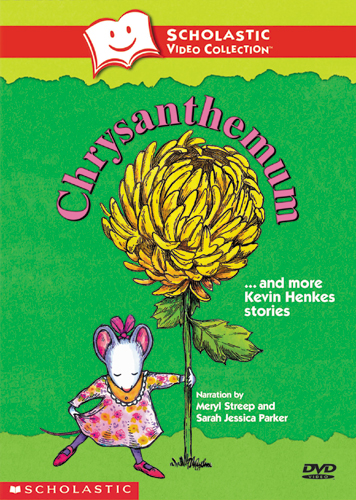 SCHOLASTIC
VIDEO COLLECTION™
Chrysanthemum
...and more
Kevin Henkes
stories
Narration by
Meryl Streep and
Sarah Jessica Parker
DVD
VIDEO
SCHOLASTIC